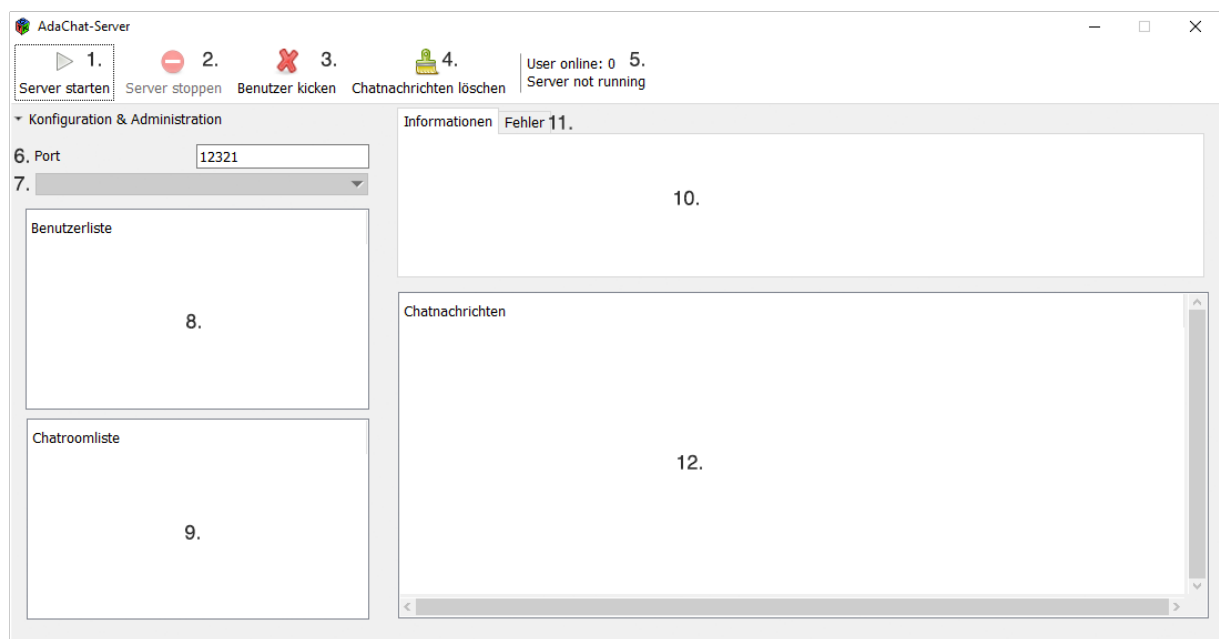 AdaChat-Server
1. 2. 3. 4. User online: 0 5.
Server starten Server stoppen Benutzer kicken Chatnachrichten löschen Server not running
Konfiguration & Administration
6. Port 12321
7.
Benutzerliste
8.
Chatroomliste
9.
Informationen Fehler 11.
10.
Chatnachrichten
12.